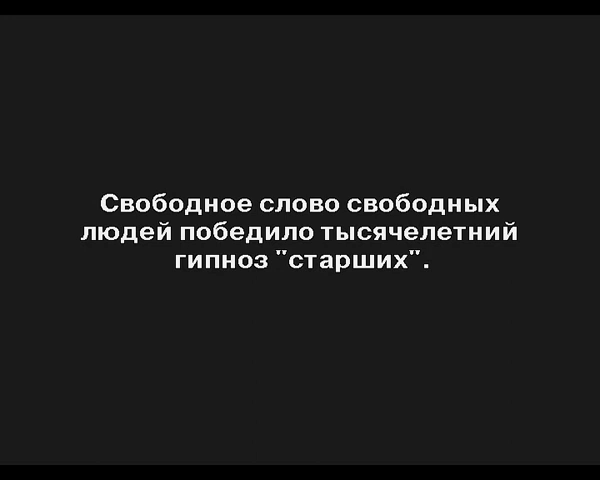 Свободное слово свободных
людей победило тысячелетний
гипноз "старших".